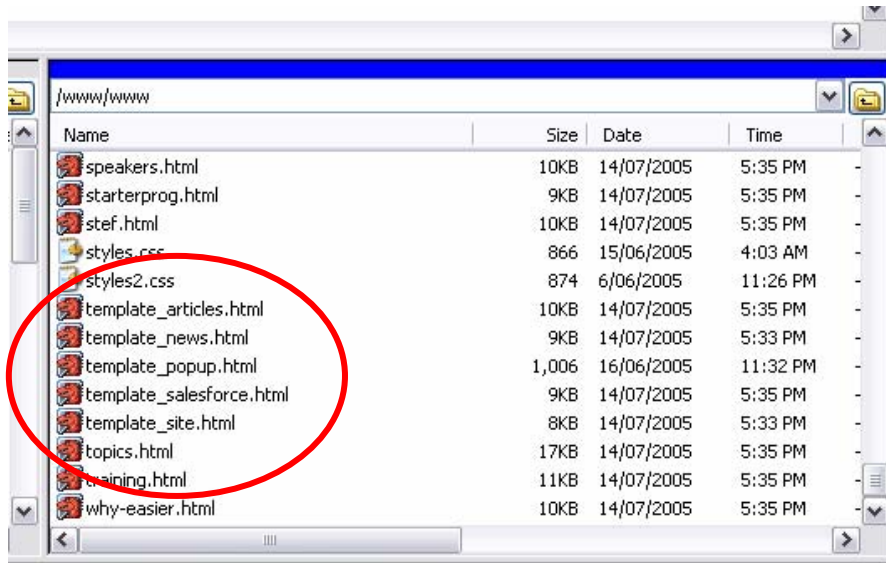 /www/www
Name Size Date Time
speakers.html 10KB 14/07/2005 5:35 PM -
starterprog.html 9KB 14/07/2005 5:35 PM -
stef.html 10KB 14/07/2005 5:35 PM -
styles.css 866 15/06/2005 4:03 AM -
styles2.css 874 6/06/2005 11:26 PM -
template_articles.html 10KB 14/07/2005 5:35 PM -
template_news.html 9KB 14/07/2005 5:33 PM -
template_popup.html 1,006 16/06/2005 11:32 PM -
template_salesforce.html 9KB 14/07/2005 5:35 PM -
template_site.html 8KB 14/07/2005 5:33 PM -
topics.html 17KB 14/07/2005 5:35 PM -
training.html 11KB 14/07/2005 5:35 PM -
why-easier.html 10KB 14/07/2005 5:35 PM -